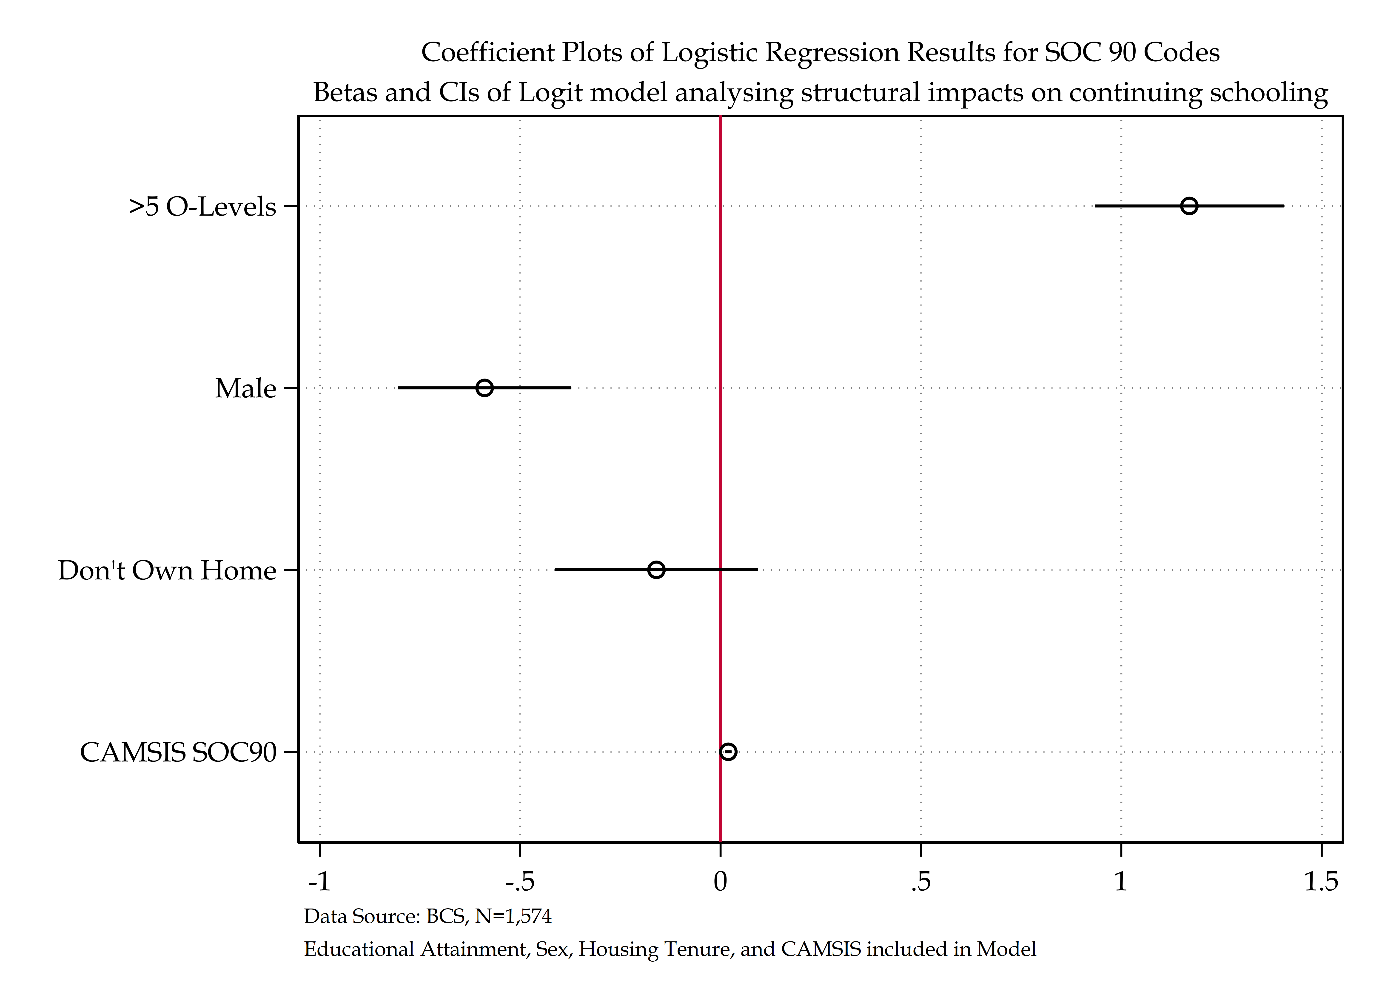 Coefficient Plots of Logistic Regression Results for SOC 90 Codes
Betas and CIs of Logit model analysing structural impacts on continuing schooling
>5 O-Levels
Male
Don't Own Home
CAMSIS SOC90
-1 -.5 0 .5 1 1.5
Data Source: BCS, N=1,574
Educational Attainment, Sex, Housing Tenure, and CAMSIS included in Model